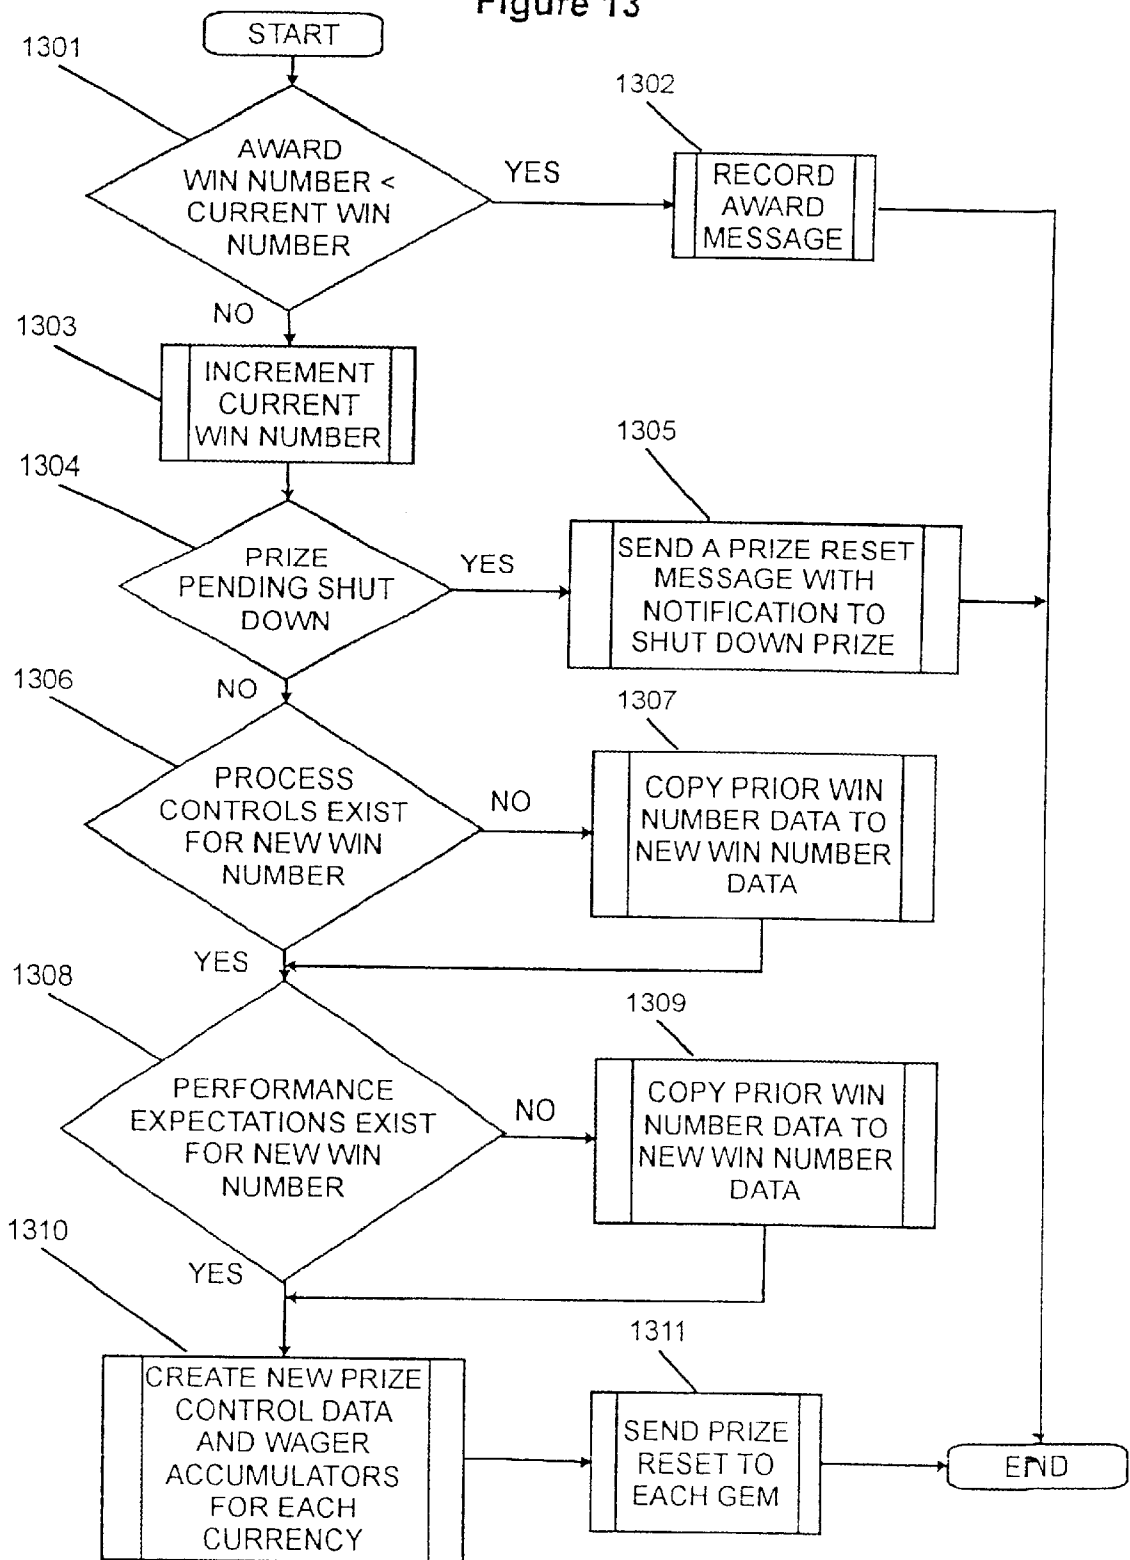 Figure 13
START
1301
1302
AWARD
WIN NUMBER <
CURRENT WIN
NUMBER
YES
RECORD
AWARD
MESSAGE
NO
1303
INCREMENT
CURRENT
WIN NUMBER
1304
1305
PRIZE
PENDING SHUT
DOWN
YES
SEND A PRIZE RESET
MESSAGE WITH
NOTIFICATION TO
SHUT DOWN PRIZE
NO
1306
1307
PROCESS
CONTROLS EXIST
FOR NEW WIN
NUMBER
NO
COPY PRIOR WIN
NUMBER DATA TO
NEW WIN NUMBER
DATA
YES
1308
1309
PERFORMANCE
EXPECTATIONS EXIST
FOR NEW WIN
NUMBER
NO
COPY PRIOR WIN
NUMBER DATA TO
NEW WIN NUMBER
DATA
1310
YES
1311
CREATE NEW PRIZE
CONTROL DATA
AND WAGER
ACCUMULATORS
FOR EACH
CURRENCY
SEND PRIZE
RESET TO
EACH GEM
END